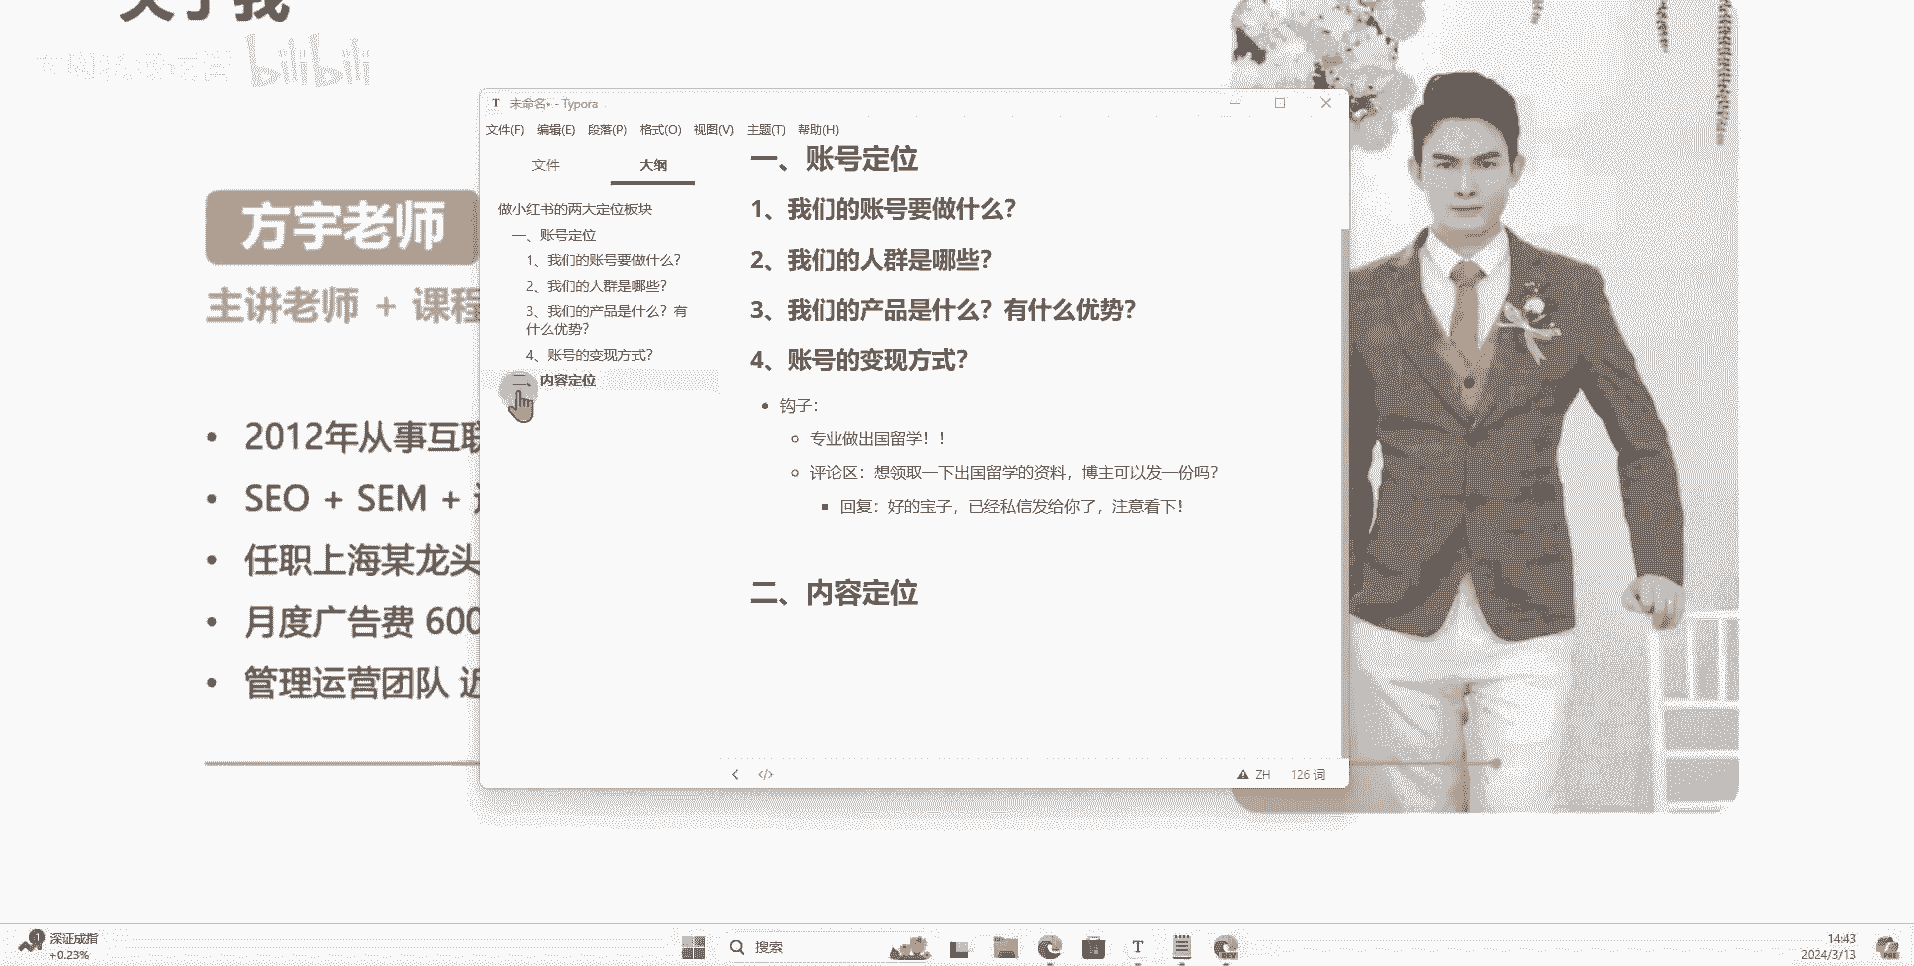 关于我
bilibili
未命名• - Typora
文件(F) 编辑(E) 段落(P) 格式(O) 视图(V) 主题(T) 帮助(H)
文件 大纲
做小红书的两大定位板块
一、账号定位
1、我们的账号要做什么？
2、我们的人群是哪些？
3、我们的产品是什么？有
什么优势？
4、账号的变现方式？
二、内容定位
一、账号定位
1、我们的账号要做什么？
2、我们的人群是哪些？
3、我们的产品是什么？有什么优势？
4、账号的变现方式？
钩子：
专业做出国留学！！
评论区：想领取一下出国留学的资料，博主可以发一份吗？
回复：好的宝子，已经私信发给你了，注意看下！
二、内容定位
ZH 126 词
方宇老师
主讲老师 + 课程
2012年从事互联
SEO + SEM +
任职上海某龙头
月度广告费 600
管理运营团队 近
深证成指
+0.23%
搜索
14:43
2024/3/13